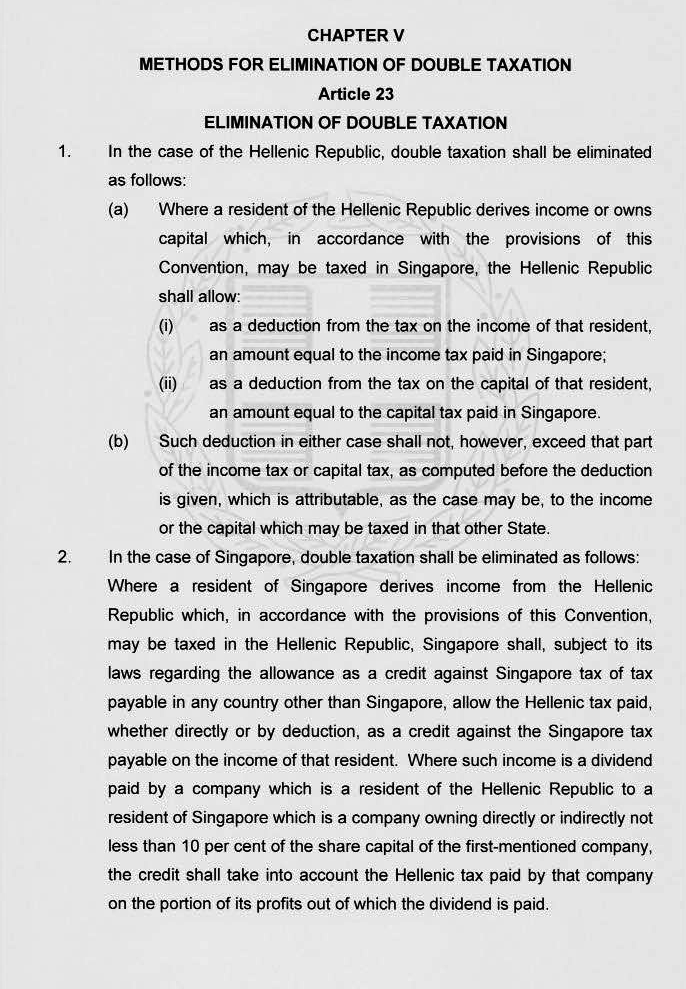 CHAPTER V
METHODS FOR ELIMINATION OF DOUBLE TAXATION
Article 23
ELIMINATION OF DOUBLE TAXATION
1. In the case of the Hellenic Republic, double taxation shall be eliminated
as follows:
(a) Where a resident of the Hellenic Republic derives income or owns
capital which, in accordance with the provisions of this
Convention, may be taxed in Singapore, the Hellenic Republic
shall allow:
(i) as a deduction from the tax on the income of that resident,
an amount equal to the income tax paid in Singapore;
(ii) as a deduction from the tax on the capital of that resident,
an amount equal to the capital tax paid in Singapore.
(b) Such deduction in either case shall not, however, exceed that part
of the income tax or capital tax, as computed before the deduction
is given, which is attributable, as the case may be, to the income
or the capital which may be taxed in that other State.
2. In the case of Singapore, double taxation shall be eliminated as follows:
Where a resident of Singapore derives income from the Hellenic
Republic which, in accordance with the provisions of this Convention,
may be taxed in the Hellenic Republic, Singapore shall, subject to its
laws regarding the allowance as a credit against Singapore tax of tax
payable in any country other than Singapore, allow the Hellenic tax paid,
whether directly or by deduction, as a credit against the Singapore tax
payable on the income of that resident. Where such income is a dividend
paid by a company which is a resident of the Hellenic Republic to a
resident of Singapore which is a company owning directly or indirectly not
less than 10 per cent of the share capital of the first-mentioned company,
the credit shall take into account the Hellenic tax paid by that company
on the portion of its profits out of which the dividend is paid.